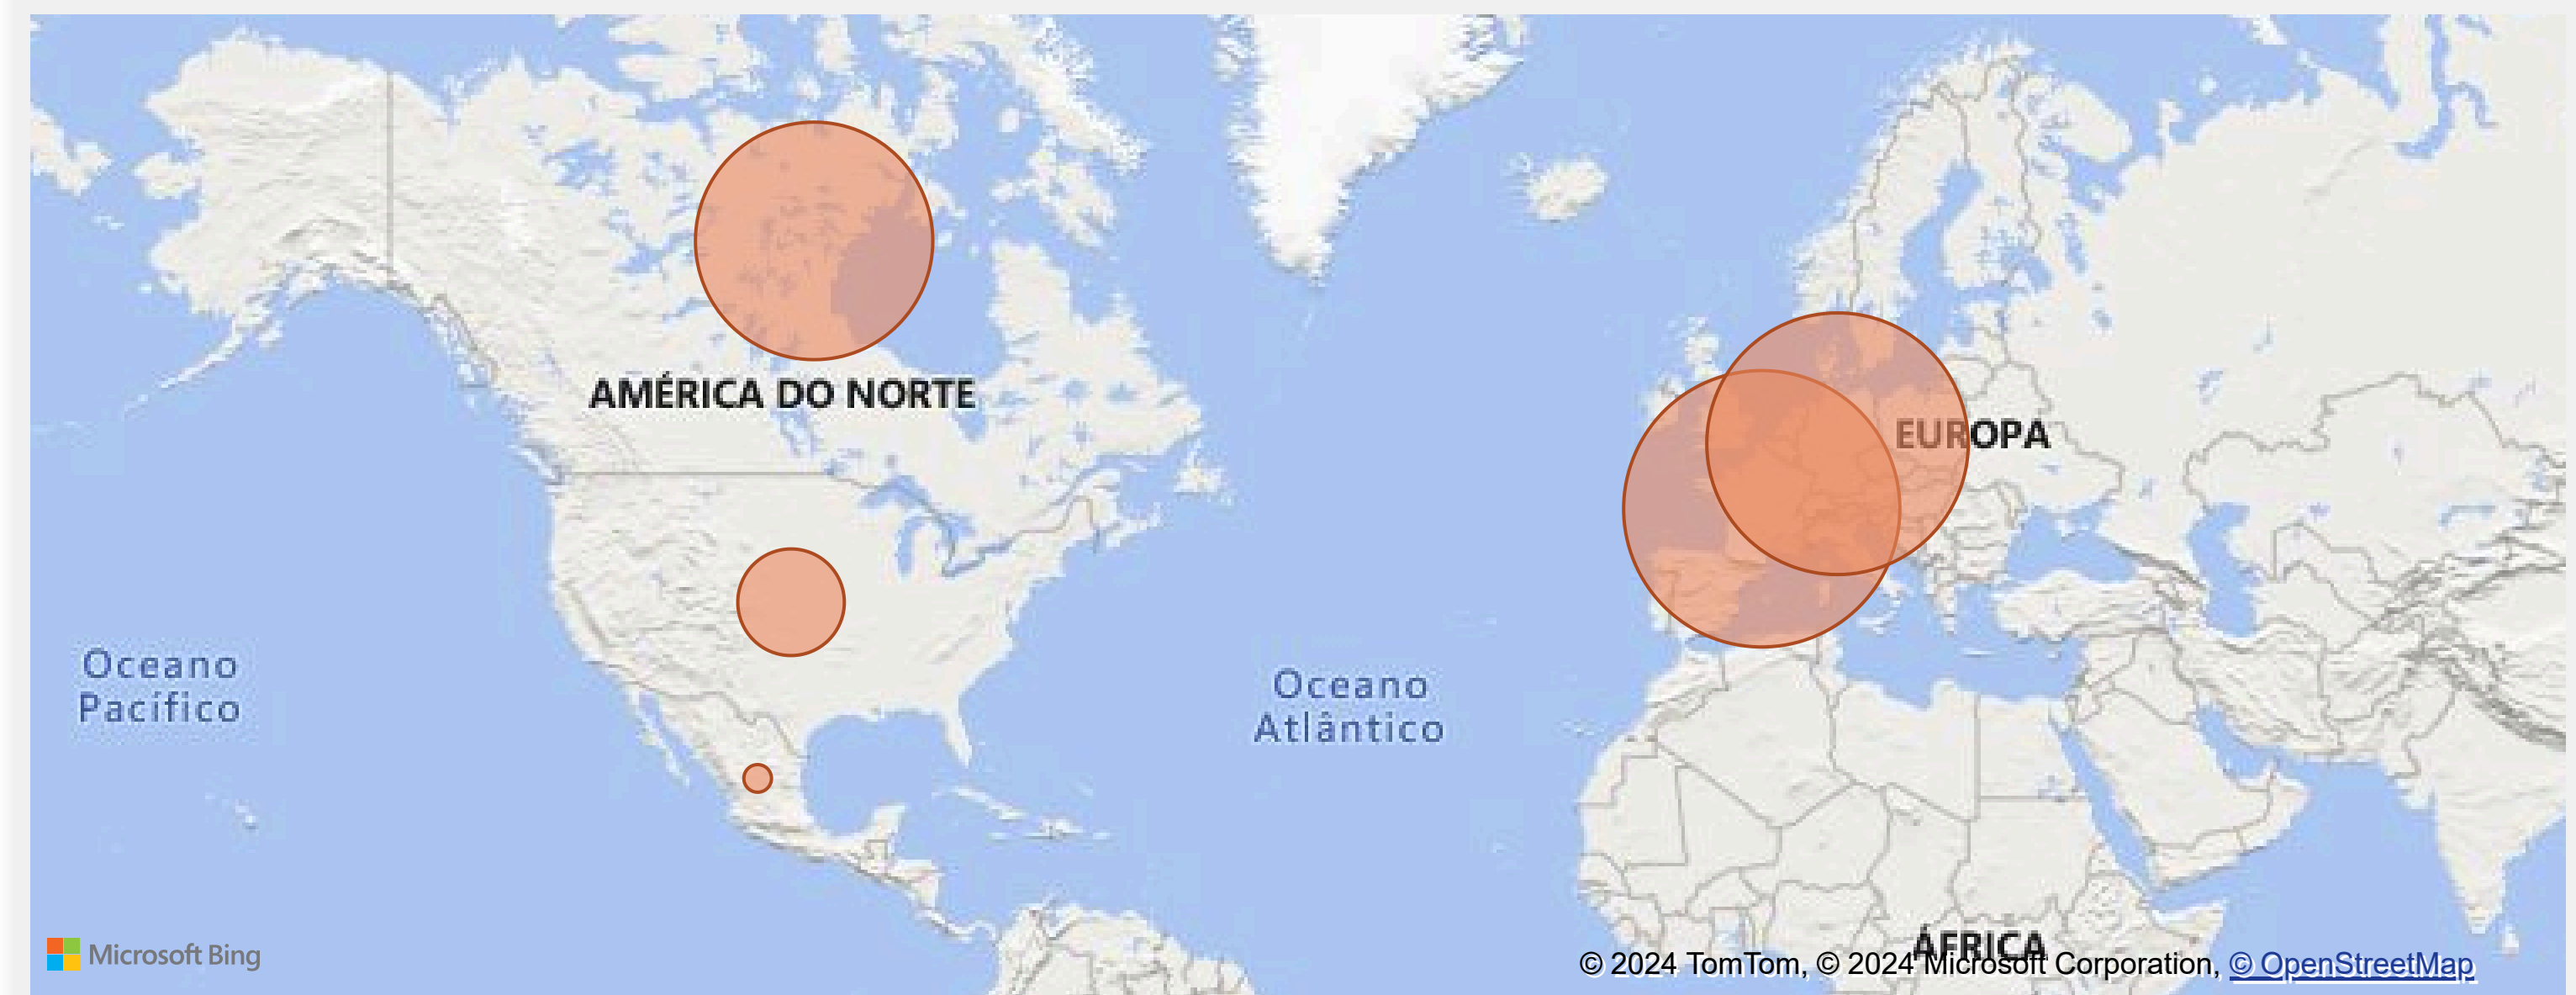 AMÉRICA DO NORTE
EUROPA
Oceano
Pacífico
Oceano
Atlântico
ÁFRICA
Microsoft Bing
© 2024 TomTom, © 2024 Microsoft Corporation, © OpenStreetMap